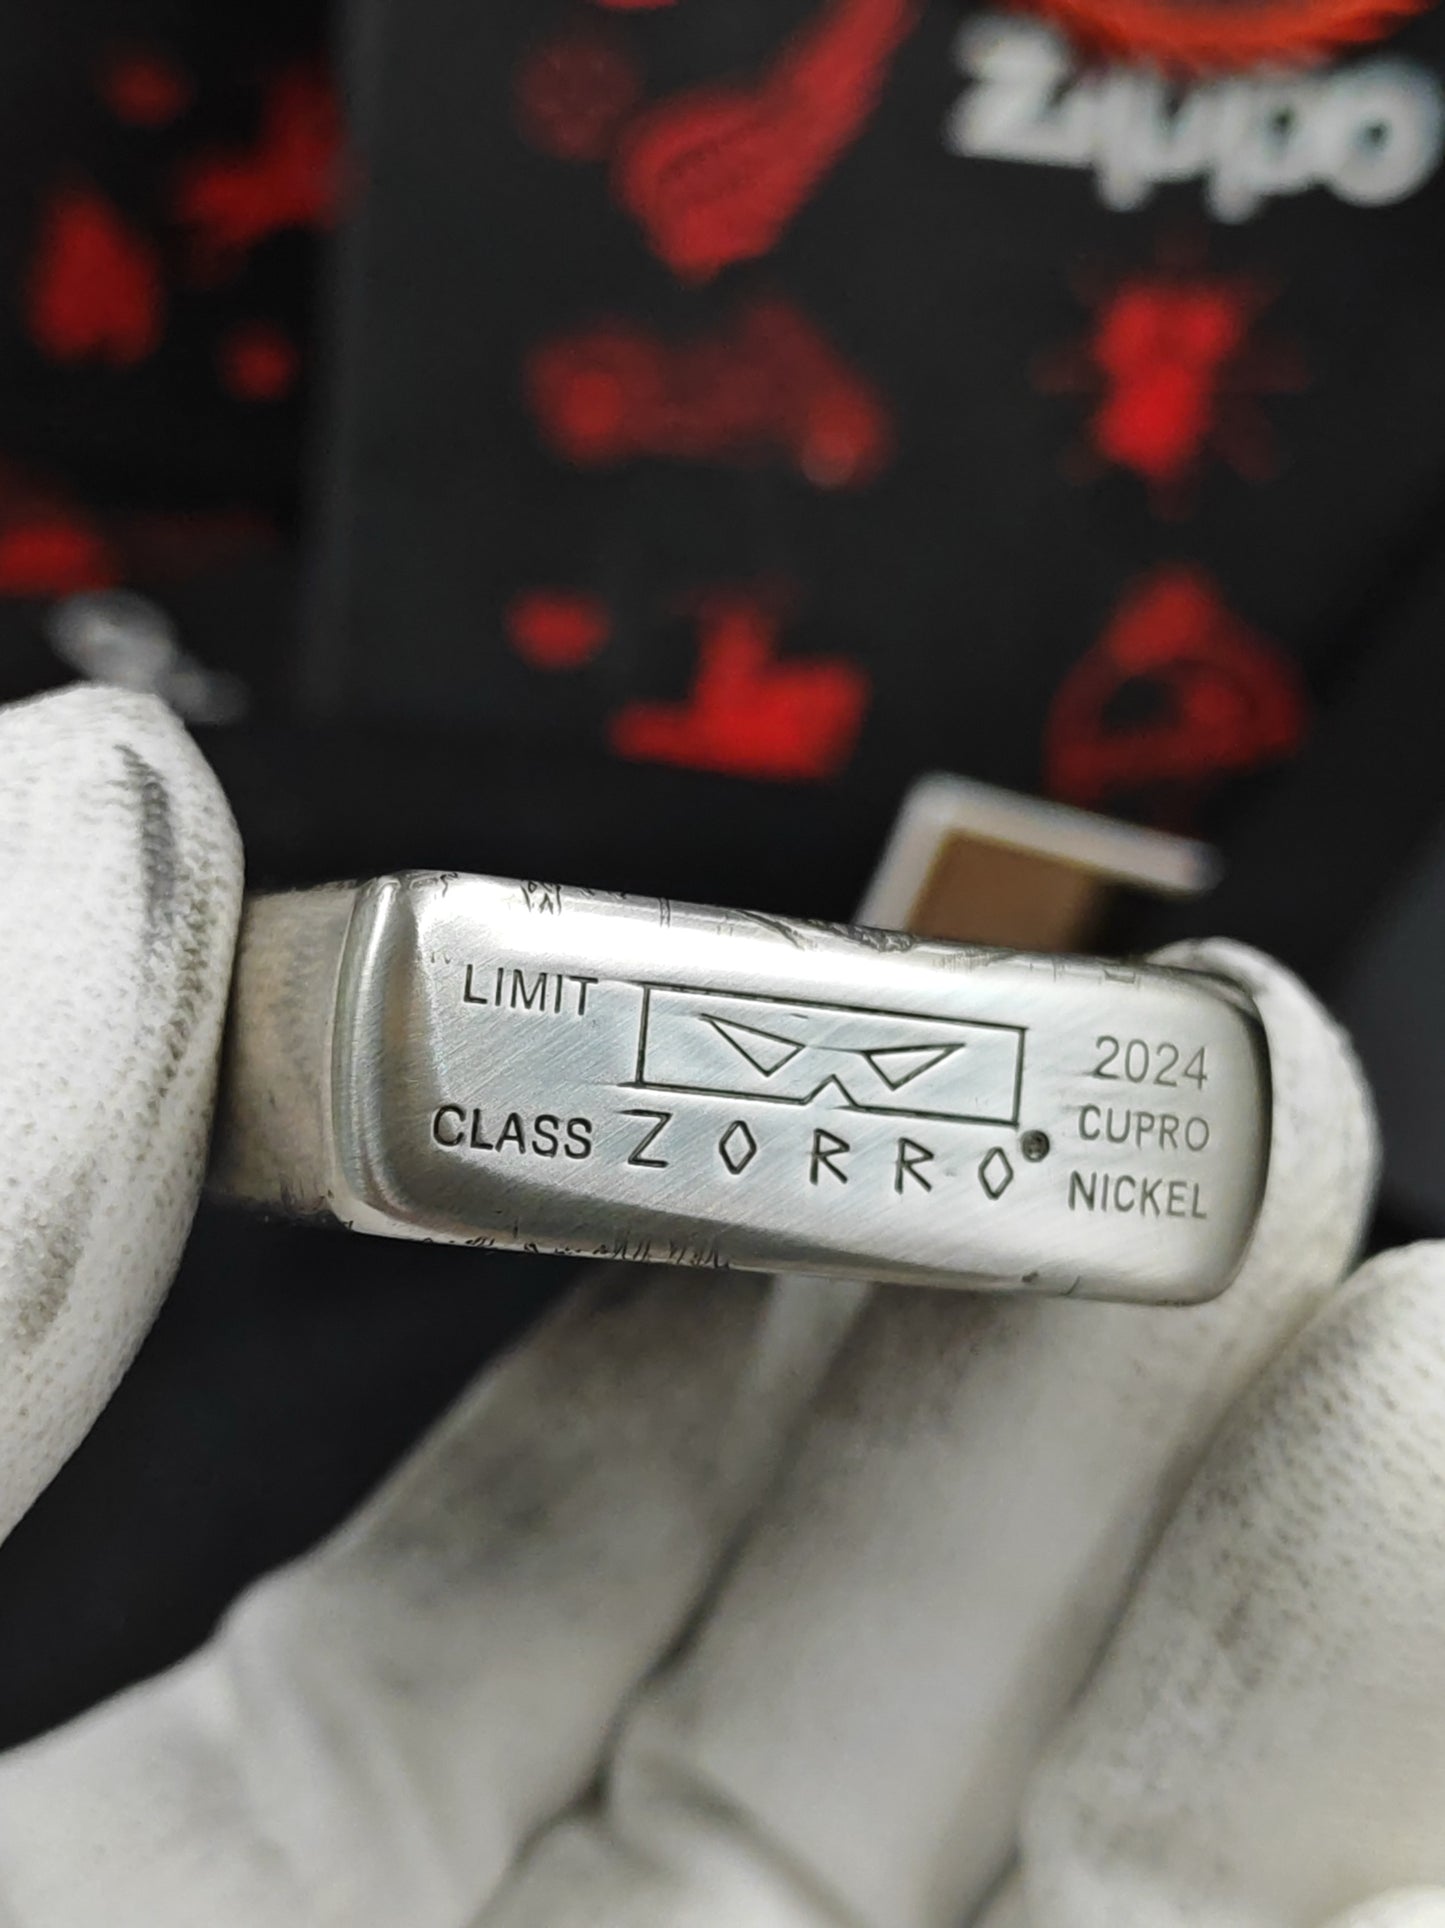 Zippo
LIMIT
CLASS
ZORRO
2024
CUPRO
NICKEL